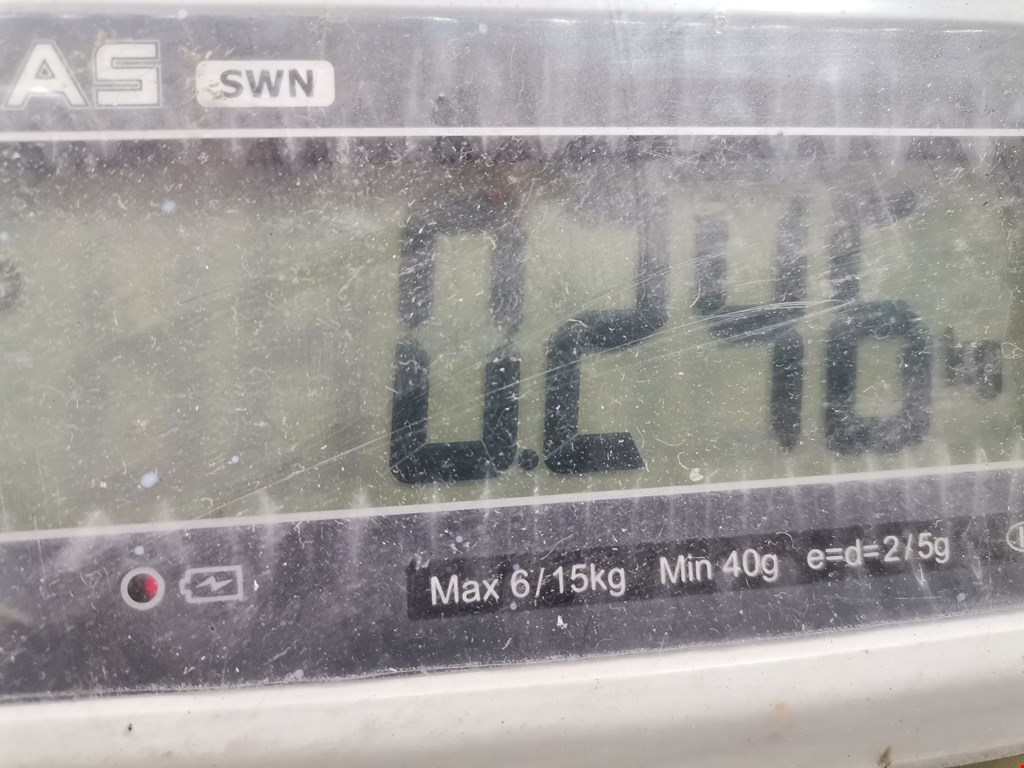 AS SWN
0.246 kg
Max 6/15kg Min 40g e=d=2/5g